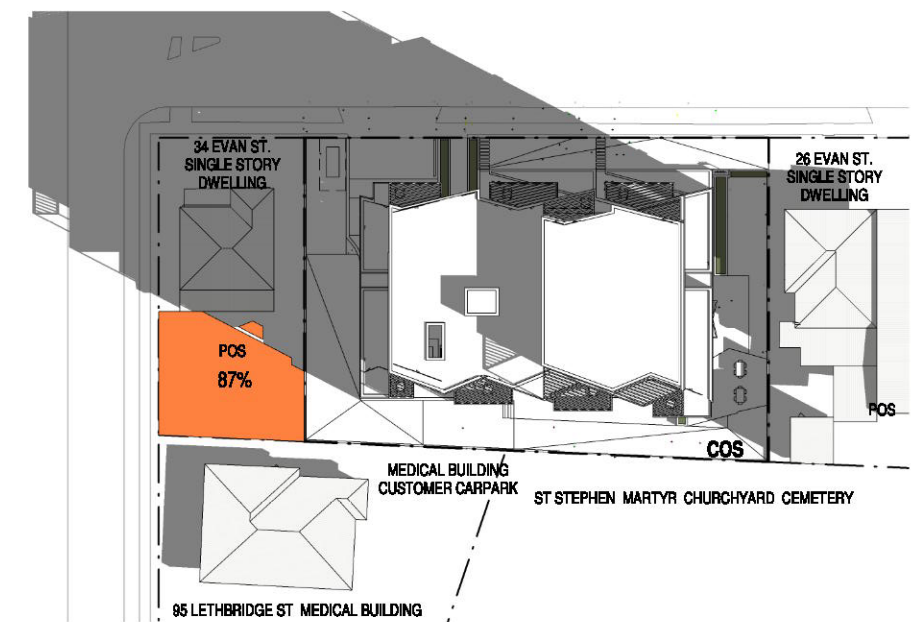 34 EVAN ST.
SINGLE STORY
DWELLING
26 EVAN ST.
SINGLE STORY
DWELLING
POS
87%
POS
COS
MEDICAL BUILDING
CUSTOMER CARPARK
ST STEPHEN MARTYR CHURCHYARD CEMETERY
95 LETHBRIDGE ST MEDICAL BUILDING